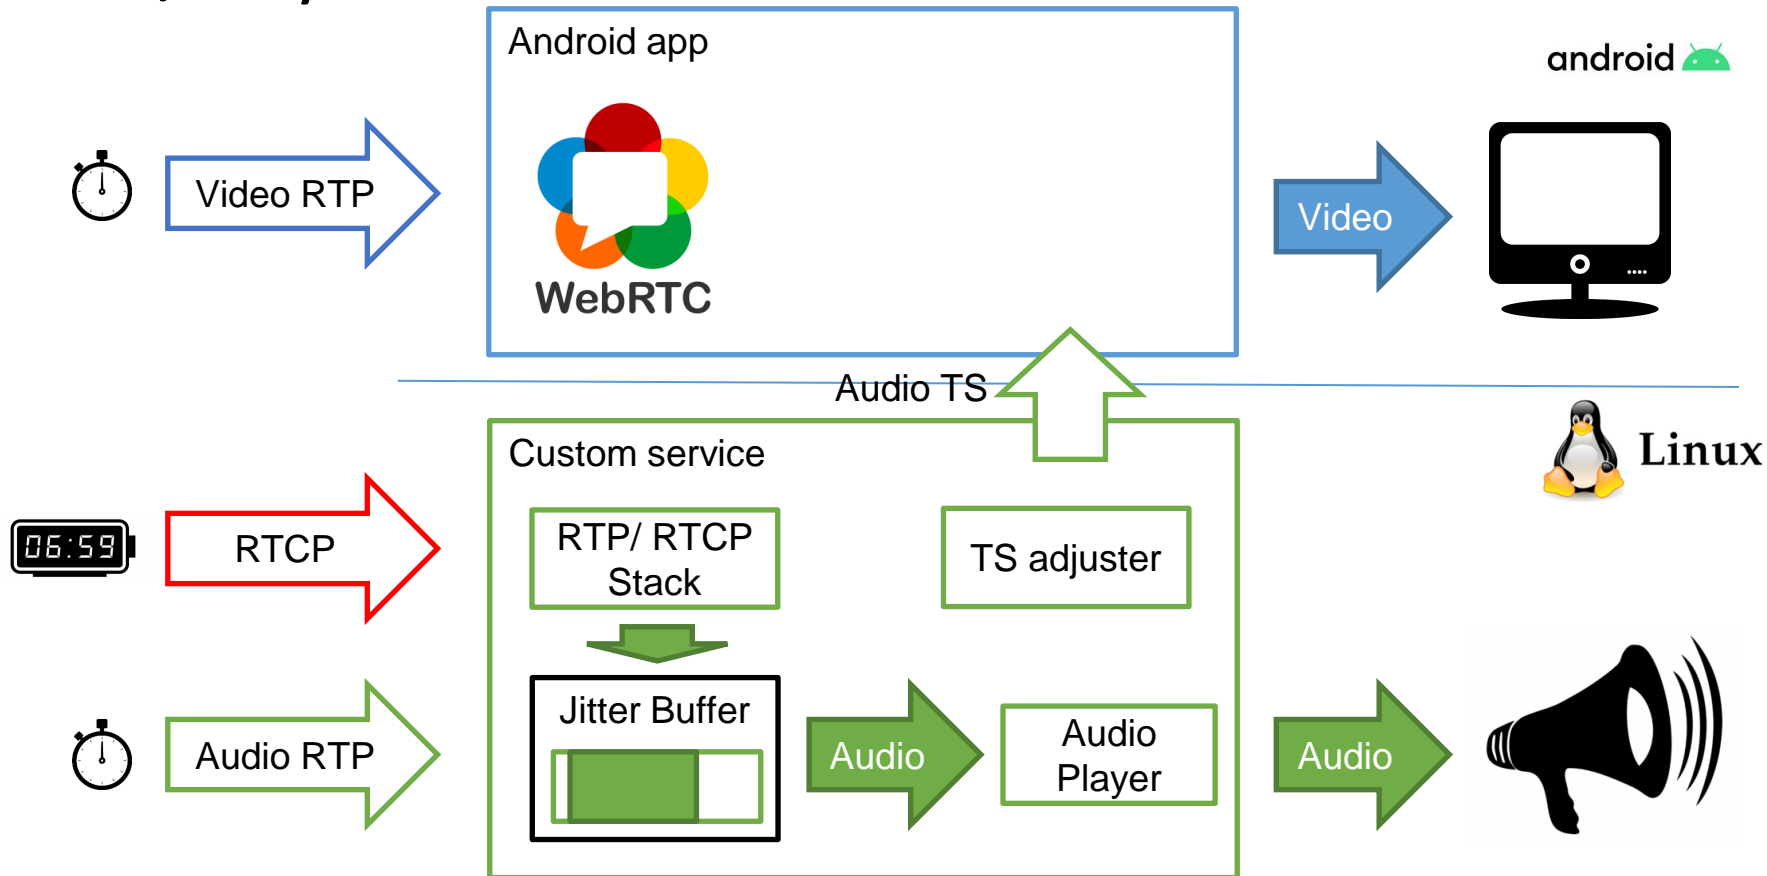 Android app
android
Video RTP
WebRTC
Video
Audio TS
Custom service
Linux
06:59
RTCP
RTP/ RTCP
Stack
TS adjuster
Jitter Buffer
Audio RTP
Audio
Audio
Player
Audio